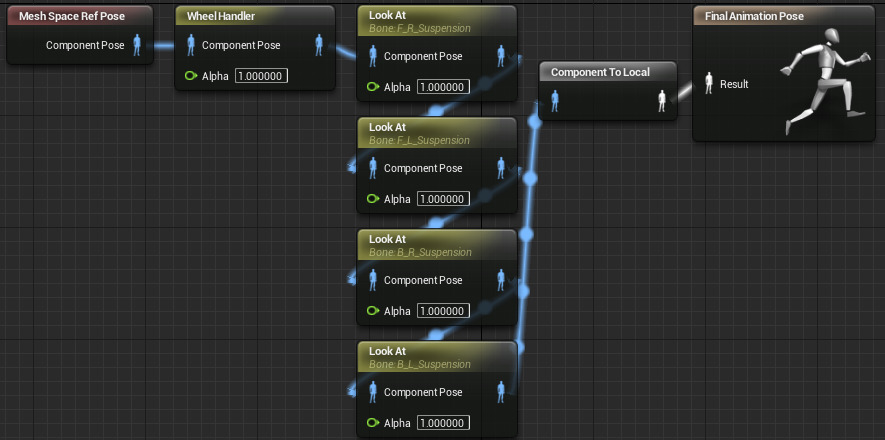 Mesh Space Ref Pose
Component Pose
Wheel Handler
Component Pose
Alpha 1.000000
Look At
Bone: F_R_Suspension
Component Pose
Alpha 1.000000
Look At
Bone: F_L_Suspension
Component Pose
Alpha 1.000000
Look At
Bone: B_R_Suspension
Component Pose
Alpha 1.000000
Look At
Bone: B_L_Suspension
Component Pose
Alpha 1.000000
Component To Local
Final Animation Pose
Result